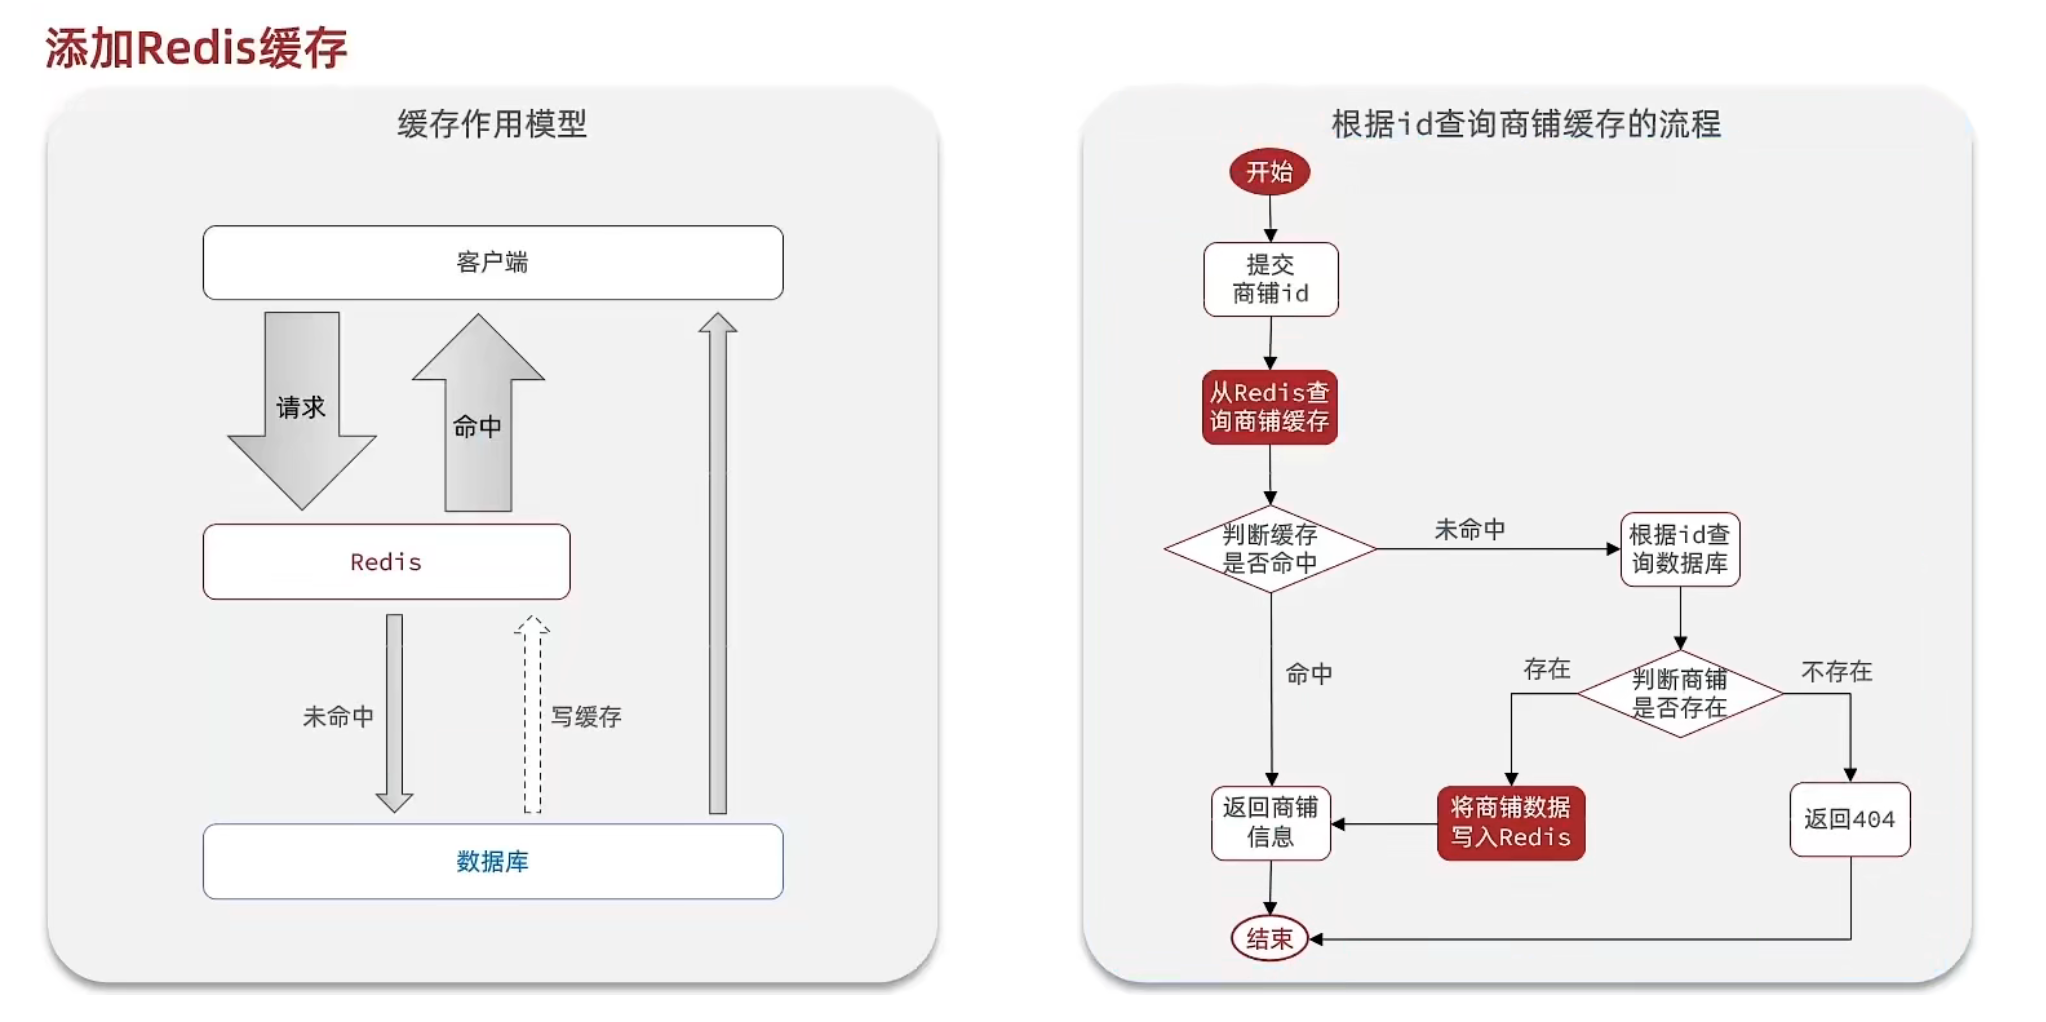 添加Redis缓存
缓存作用模型
客户端
请求
命中
Redis
未命中
写缓存
数据库
根据id查询商铺缓存的流程
开始
提交
商铺id
从Redis查
询商铺缓存
判断缓存
是否命中
未命中
根据id查
询数据库
命中
存在
判断商铺
是否存在
不存在
返回商铺
信息
将商铺数据
写入Redis
返回404
结束